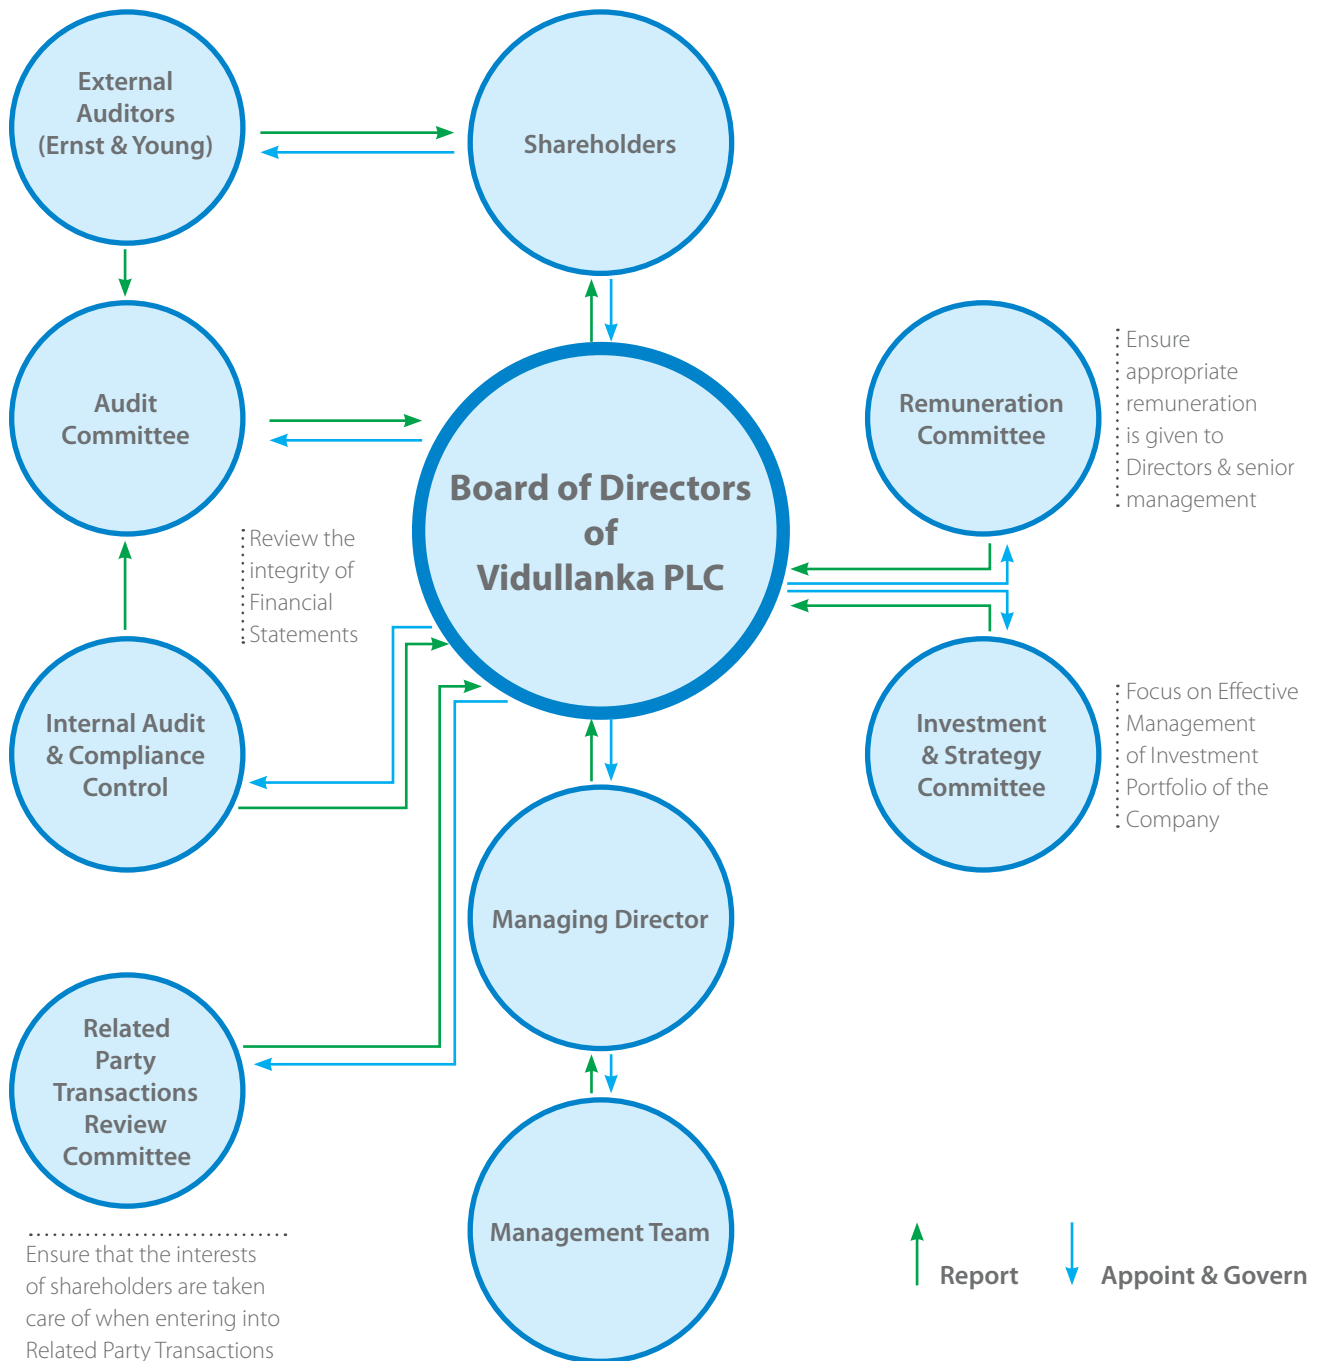 External
Auditors
(Ernst & Young)
Shareholders
Audit
Committee
Remuneration
Committee
Ensure
appropriate
remuneration
is given to
Directors & senior
management
Board of Directors
of
Vidullanka PLC
Review the
integrity of
Financial
Statements
Internal Audit
& Compliance
Control
Investment
& Strategy
Committee
Focus on Effective
Management
of Investment
Portfolio of the
Company
Managing Director
Related
Party
Transactions
Review
Committee
Management Team
Ensure that the interests
of shareholders are taken
care of when entering into
Related Party Transactions
Report
Appoint & Govern